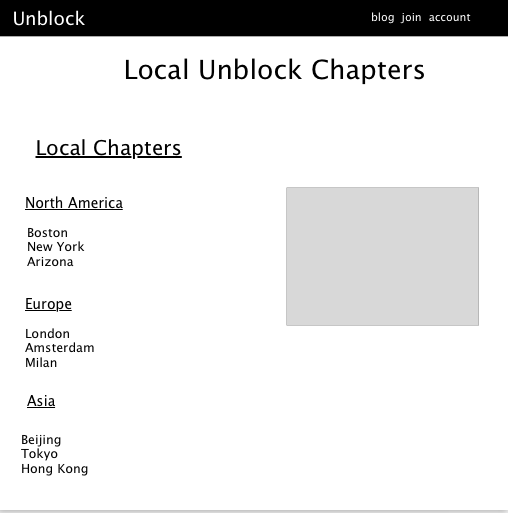 Unblock
blog join account
Local Unblock Chapters
Local Chapters
North America
Boston
New York
Arizona
Europe
London
Amsterdam
Milan
Asia
Beijing
Tokyo
Hong Kong